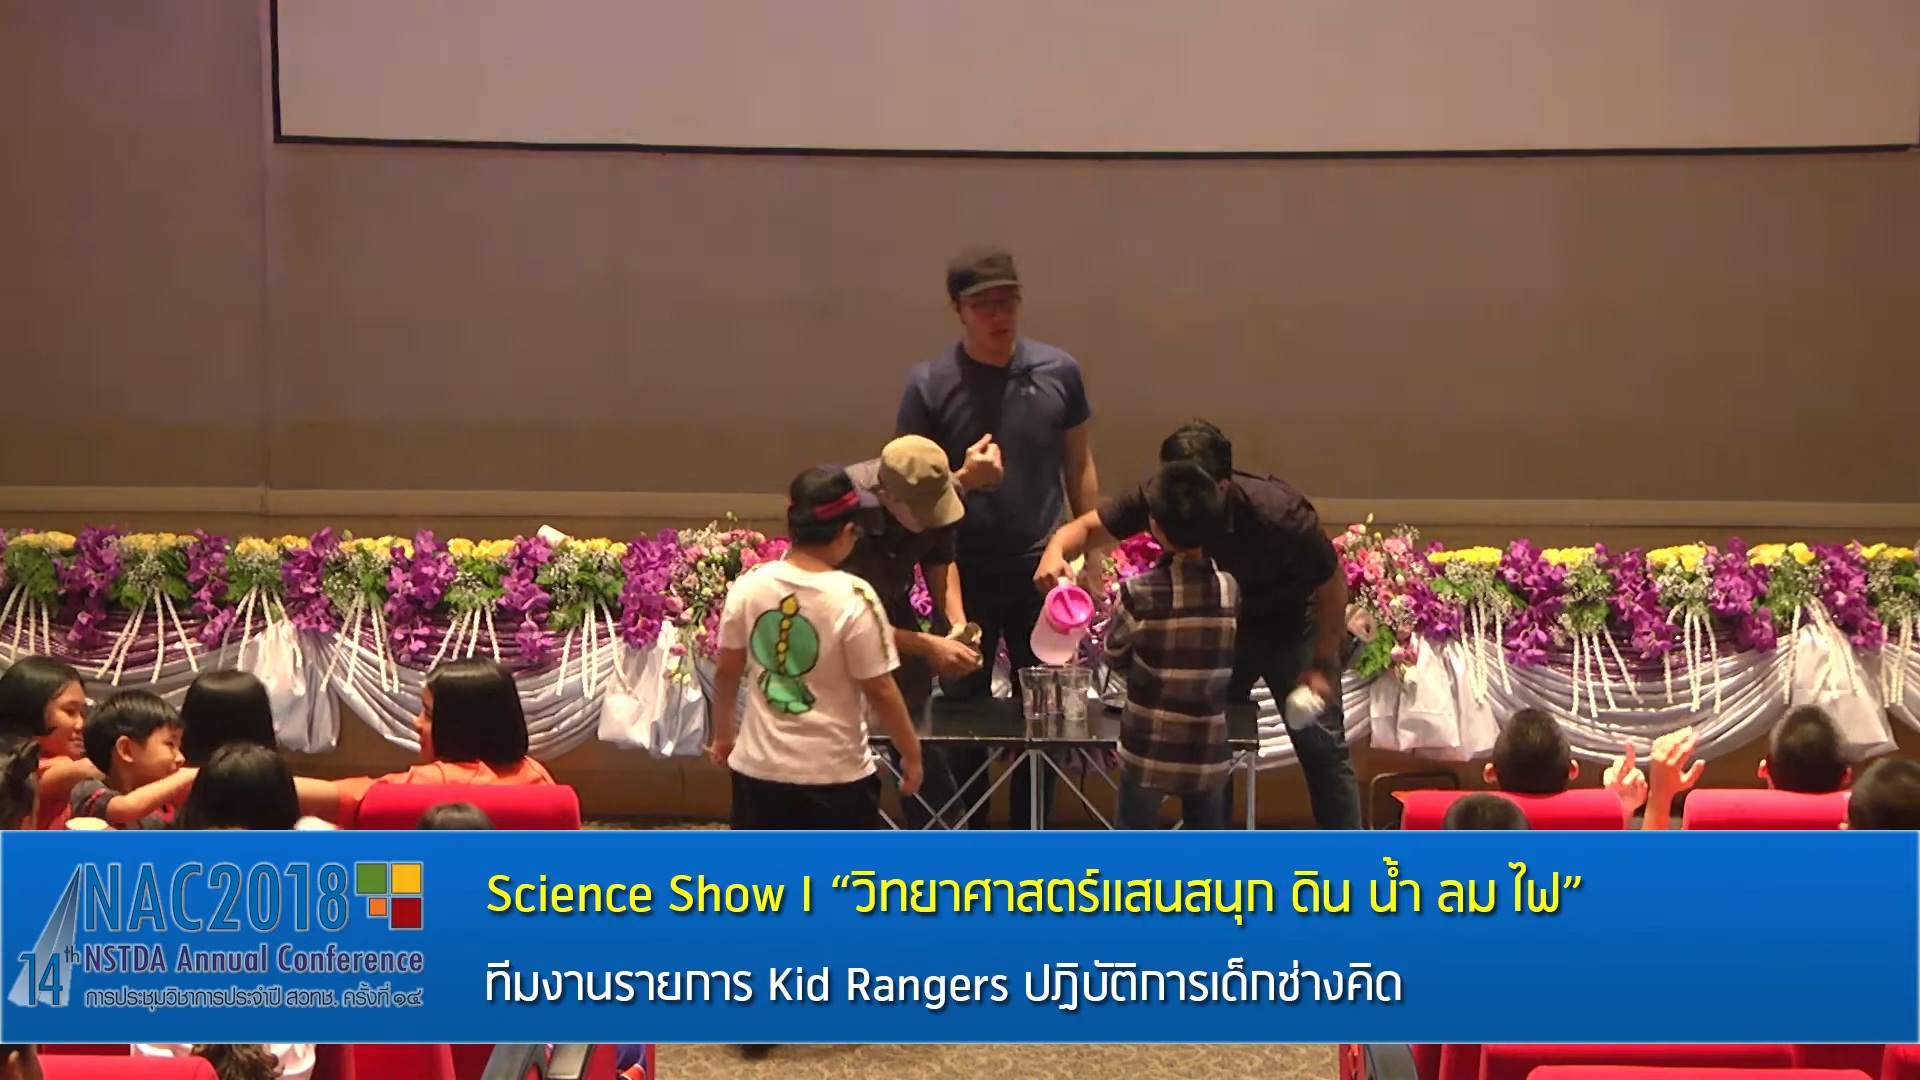 NAC2018
14th NSTDA Annual Conference
การประชุมวิชาการประจำปี สวทช. ครั้งที่ ๑๔
Science Show I “วิทยาศาสตร์แสนสนุก ดิน น้ำ ลม ไฟ”
ทีมงานรายการ Kid Rangers ปฏิบัติการเด็กช่างคิด